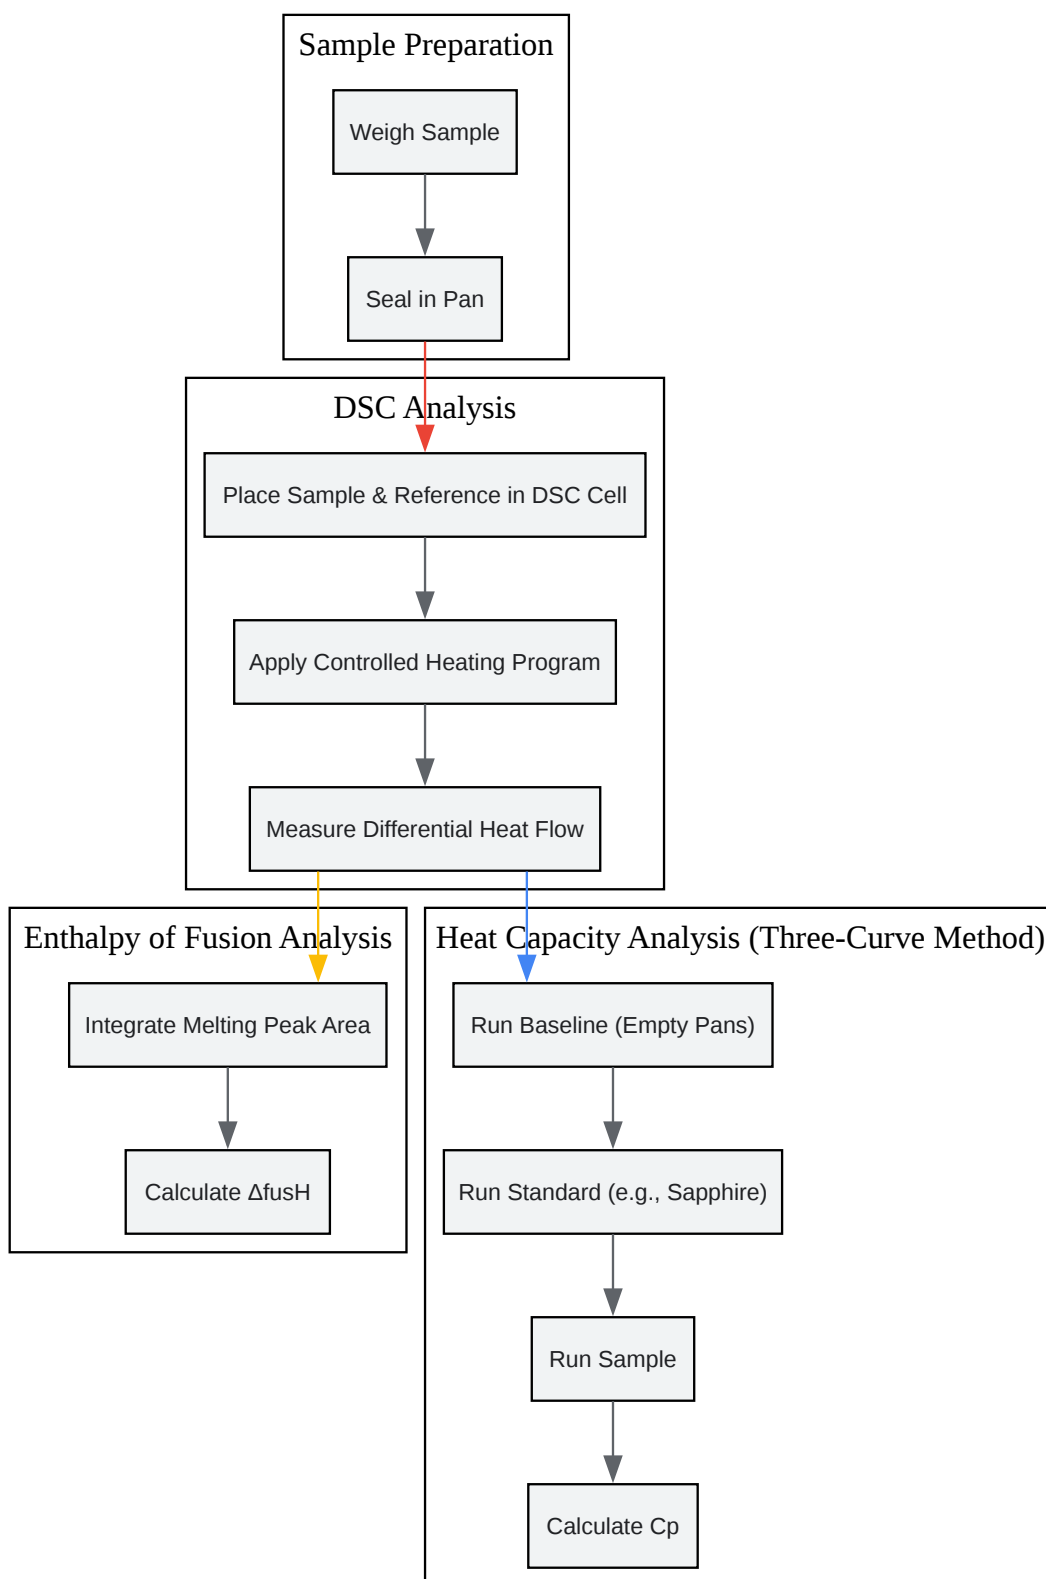 Sample Preparation
Weigh Sample
Seal in Pan
DSC Analysis
Place Sample & Reference in DSC Cell
Apply Controlled Heating Program
Measure Differential Heat Flow
Enthalpy of Fusion Analysis
Integrate Melting Peak Area
Calculate ΔfusH
Heat Capacity Analysis (Three-Curve Method)
Run Baseline (Empty Pans)
Run Standard (e.g., Sapphire)
Run Sample
Calculate Cp